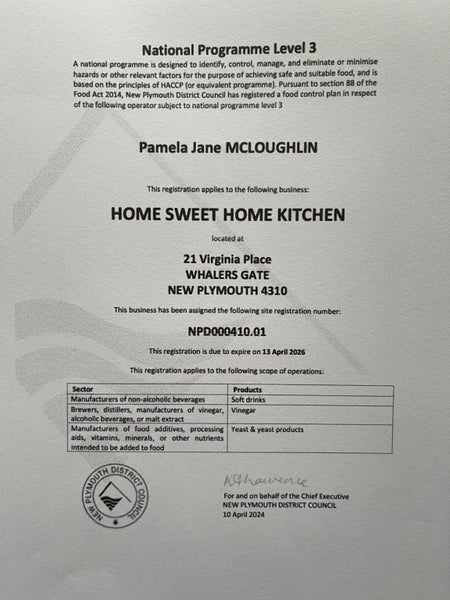 National Programme Level 3
A national programme is designed to identify, control, manage, and eliminate or minimise
hazards or other relevant factors for the purpose of achieving safe and suitable food, and is
based on the principles of HACCP (or equivalent programme). Pursuant to section 88 of the
Food Act 2014, New Plymouth District Council has registered a food control plan in respect
of the following operator subject to national programme level 3
Pamela Jane MCLOUGHLIN
This registration applies to the following business:
HOME SWEET HOME KITCHEN
located at
21 Virginia Place
WHALERS GATE
NEW PLYMOUTH 4310
This business has been assigned the following site registration number:
NPD000410.01
This registration is due to expire on 13 April 2026
This registration applies to the following scope of operations:
Sector Products
Manufacturers of non-alcoholic beverages Soft drinks
Brewers, distillers, manufacturers of vinegar, Vinegar
alcoholic beverages, or malt extract
Manufacturers of food additives, processing Yeast & yeast products
aids, vitamins, minerals, or other nutrients
intended to be added to food
NEW PLYMOUTH DISTRICT COUNCIL
For and on behalf of the Chief Executive
NEW PLYMOUTH DISTRICT COUNCIL
10 April 2024